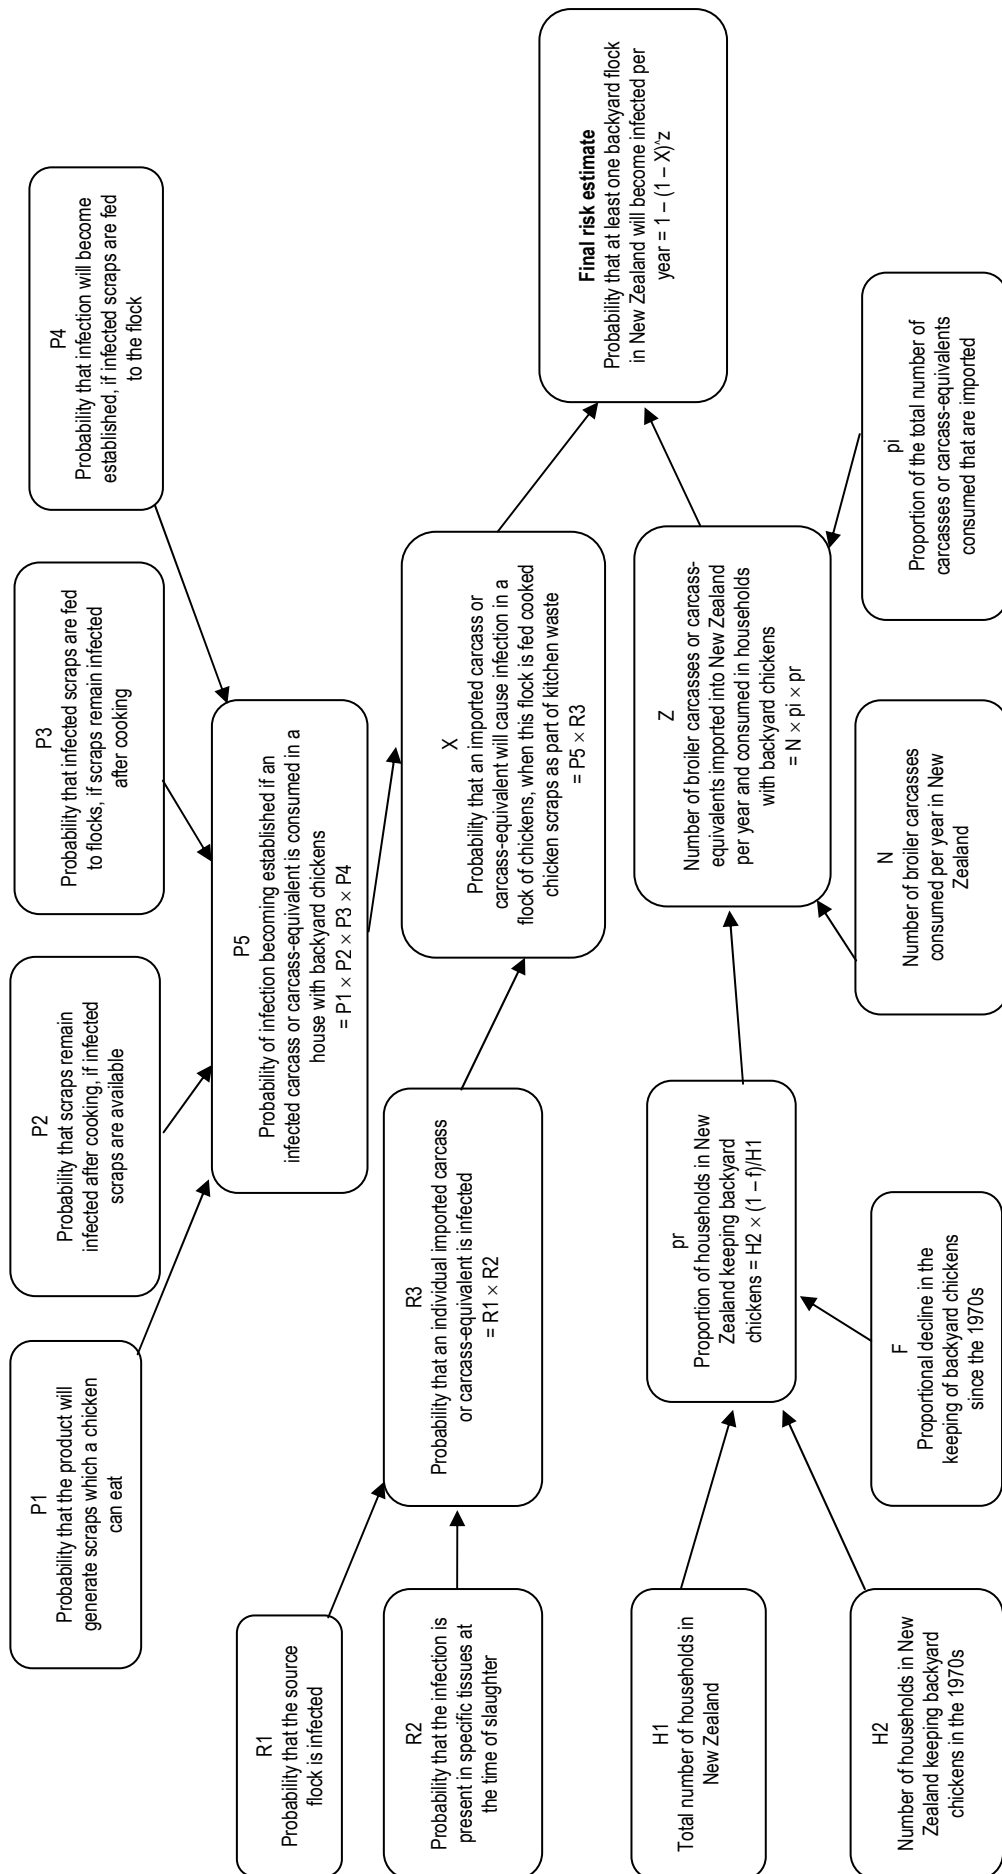 P1
Probability that the product will
generate scraps which a chicken
can eat
P2
Probability that scraps remain
infected after cooking, if infected
scraps are available
P3
Probability that infected scraps are fed
to flocks, if scraps remain infected
after cooking
P4
Probability that infection will become
established, if infected scraps are fed
to the flock
R1
Probability that the source
flock is infected
P5
Probability of infection becoming established if an
infected carcass or carcass-equivalent is consumed in a
house with backyard chickens
= P1 × P2 × P3 × P4
R2
Probability that the infection is
present in specific tissues at
the time of slaughter
R3
Probability that an individual imported carcass
or carcass-equivalent is infected
= R1 × R2
X
Probability that an imported carcass or
carcass-equivalent will cause infection in a
flock of chickens, when this flock is fed cooked
chicken scraps as part of kitchen waste
= P5 × R3
Final risk estimate
Probability that at least one backyard flock
in New Zealand will become infected per
year = 1 – (1 – X)^z
H1
Total number of households in
New Zealand
pr
Proportion of households in New
Zealand keeping backyard
chickens = H2 × (1 – f)/H1
Z
Number of broiler carcasses or carcass-
equivalents imported into New Zealand
per year and consumed in households
with backyard chickens
= N × pi × pr
H2
Number of households in New
Zealand keeping backyard
chickens in the 1970s
F
Proportional decline in the
keeping of backyard chickens
since the 1970s
N
Number of broiler carcasses
consumed per year in New
Zealand
pi
Proportion of the total number of
carcasses or carcass-equivalents
consumed that are imported